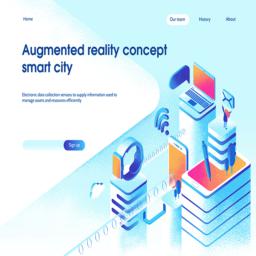 Home
Our team
History
About
Augmented reality concept
smart city
Electronic data collection sensors to supply information used to
manage assets and resources efficiently
Sign up